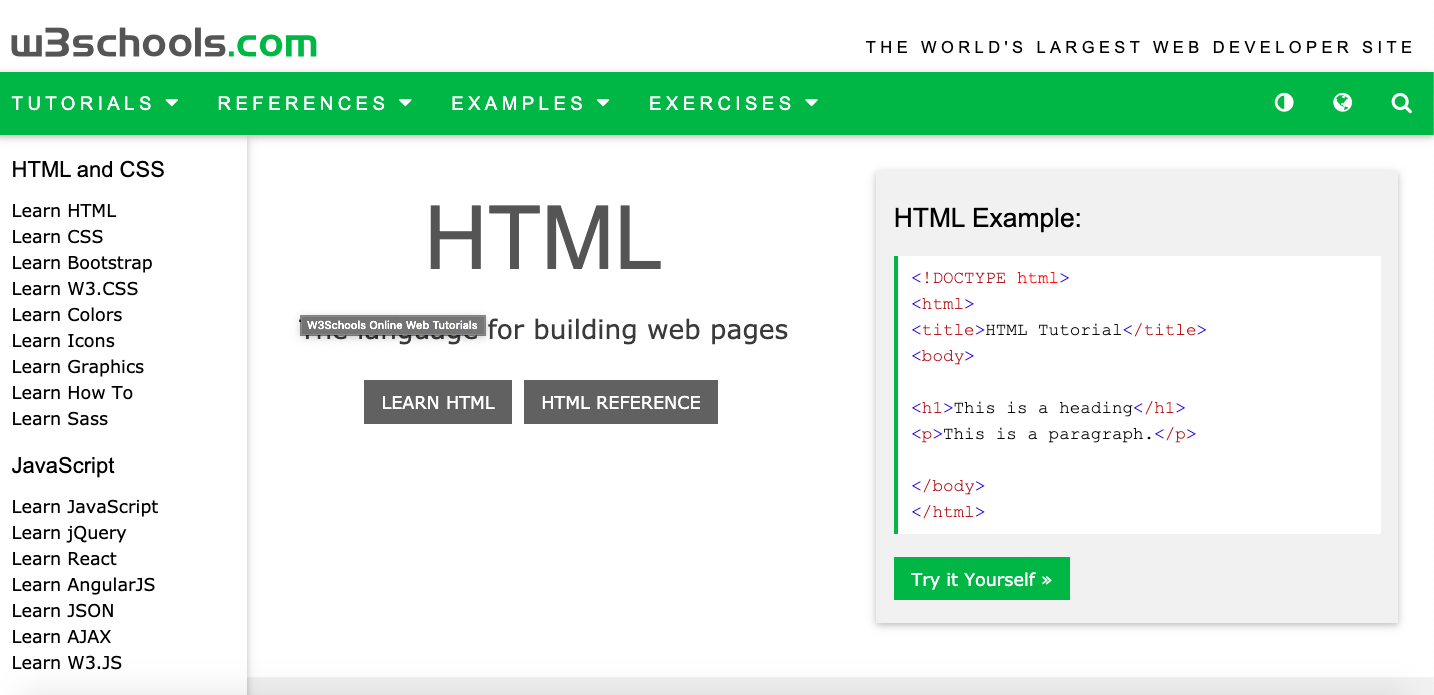 w3schools.com
THE WORLD'S LARGEST WEB DEVELOPER SITE
TUTORIALS REFERENCES EXAMPLES EXERCISES
HTML and CSS
Learn HTML
Learn CSS
Learn Bootstrap
Learn W3.CSS
Learn Colors
Learn Icons
Learn Graphics
Learn How To
Learn Sass
JavaScript
Learn JavaScript
Learn jQuery
Learn React
Learn AngularJS
Learn JSON
Learn AJAX
Learn W3.JS
HTML
W3Schools Online Web Tutorials
The language for building web pages
LEARN HTML
HTML REFERENCE
HTML Example:
<!DOCTYPE html>
<html>
<title>HTML Tutorial</title>
<body>
<h1>This is a heading</h1>
<p>This is a paragraph.</p>
</body>
</html>
Try it Yourself »